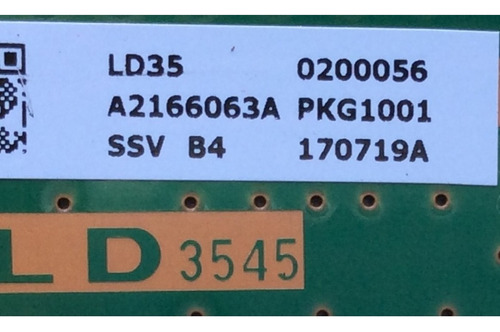 LD35 0200056
A2166063A PKG1001
SSV B4 170719A
LD 3545